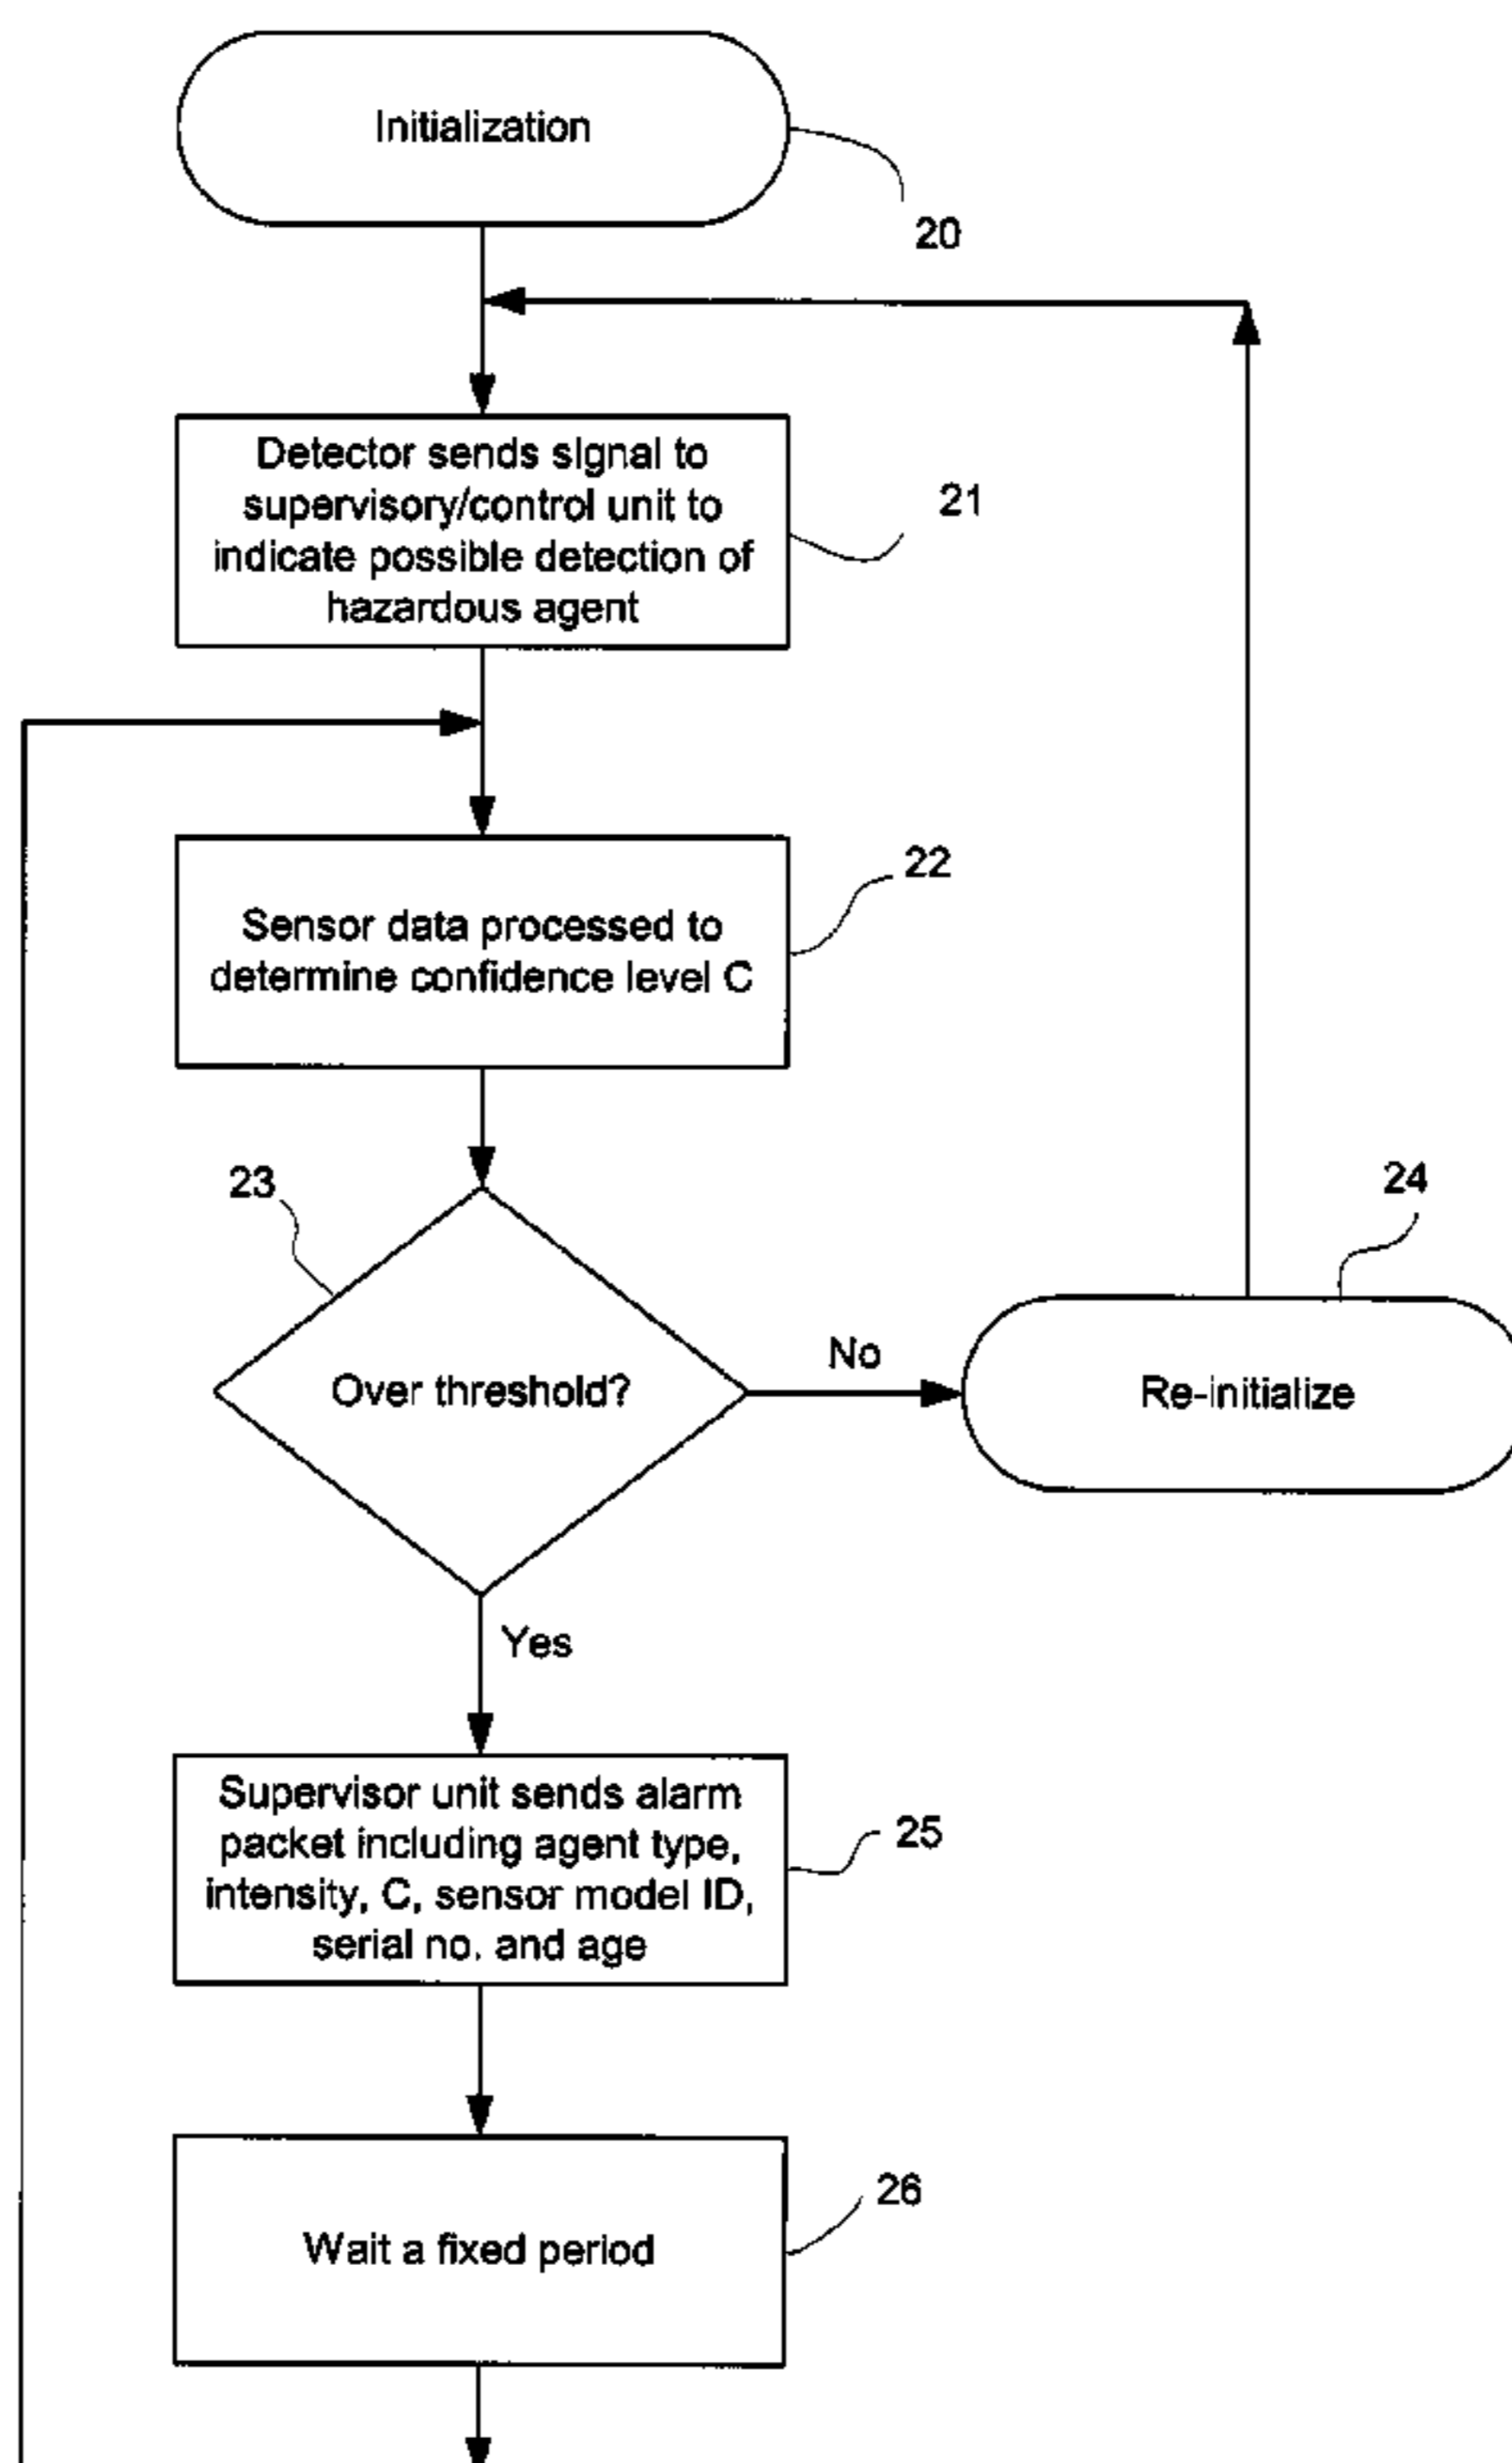 Initialization
20
Detector sends signal to
supervisory/control unit to
indicate possible detection of
hazardous agent
21
22
Sensor data processed to
determine confidence level C
23
24
Over threshold?
No
Re-initialize
Yes
Supervisor unit sends alarm
packet including agent type,
intensity, C, sensor model ID,
serial no. and age
25
26
Wait a fixed period